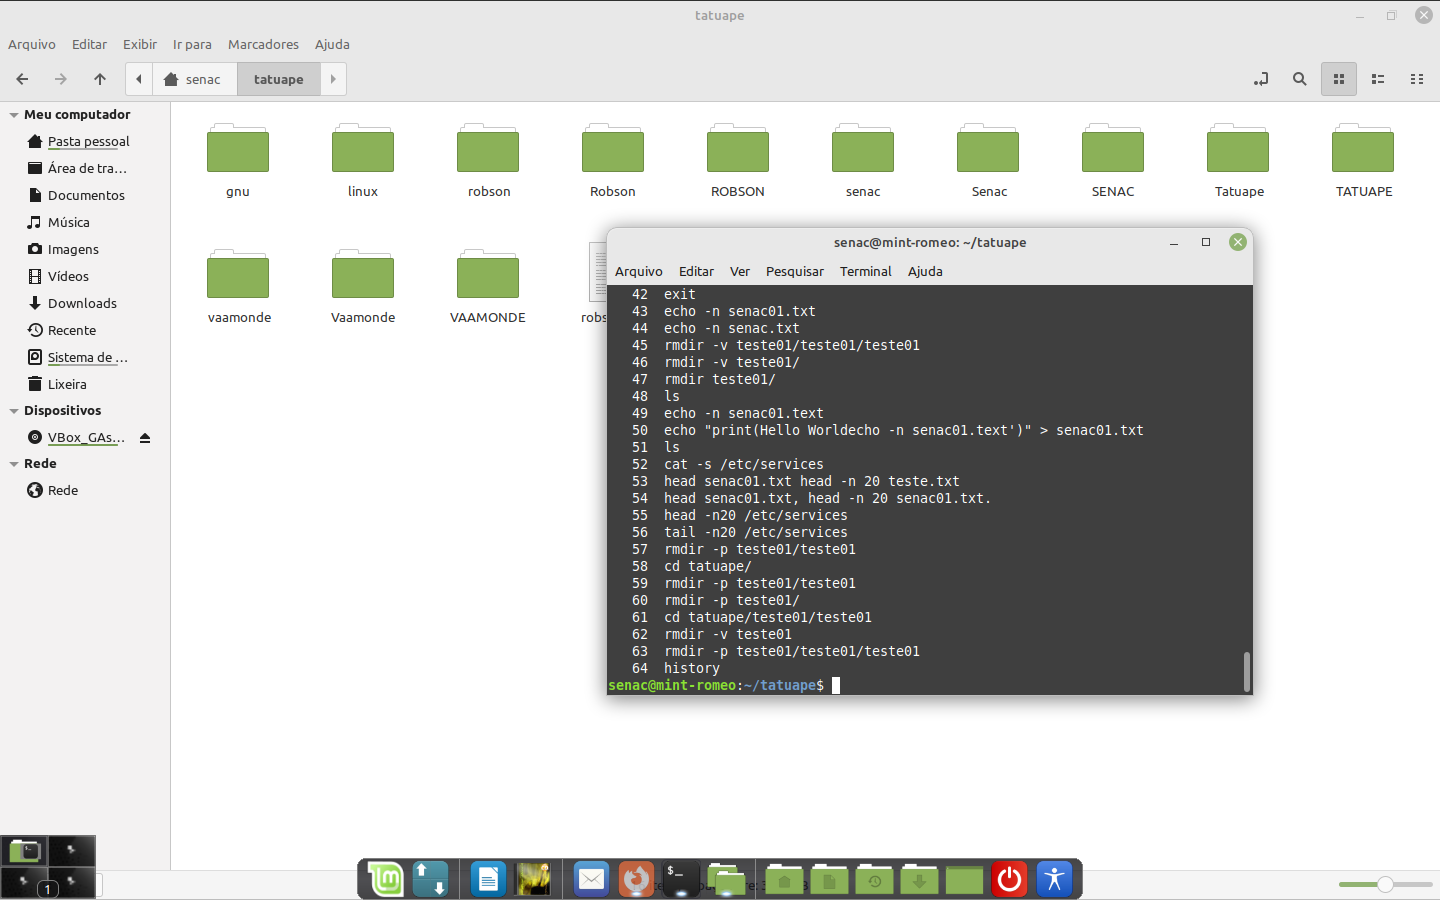 tatuape
Arquivo Editar Exibir Ir para Marcadores Ajuda
senac tatuape
Meu computador
Pasta pessoal
Área de tra...
Documentos
Música
Imagens
Vídeos
Downloads
Recente
Sistema de ...
Lixeira
Dispositivos
VBox_GAs...
Rede
Rede
gnu linux robson Robson ROBSON senac Senac SENAC Tatuape TATUAPE
vaamonde Vaamonde VAAMONDE
senac@mint-romeo: ~/tatuape
Arquivo Editar Ver Pesquisar Terminal Ajuda
42 exit
43 echo -n senac01.txt
44 echo -n senac.txt
45 rmdir -v teste01/teste01/teste01
46 rmdir -v teste01/
47 rmdir teste01/
48 ls
49 echo -n senac01.text
50 echo "print(Hello Worldecho -n senac01.text')" > senac01.txt
51 ls
52 cat -s /etc/services
53 head senac01.txt head -n 20 teste.txt
54 head senac01.txt, head -n 20 senac01.txt.
55 head -n20 /etc/services
56 tail -n20 /etc/services
57 rmdir -p teste01/teste01
58 cd tatuape/
59 rmdir -p teste01/teste01
60 rmdir -p teste01/
61 cd tatuape/teste01/teste01
62 rmdir -v teste01
63 rmdir -p teste01/teste01/teste01
64 history
senac@mint-romeo:~/tatuape$
1
$_